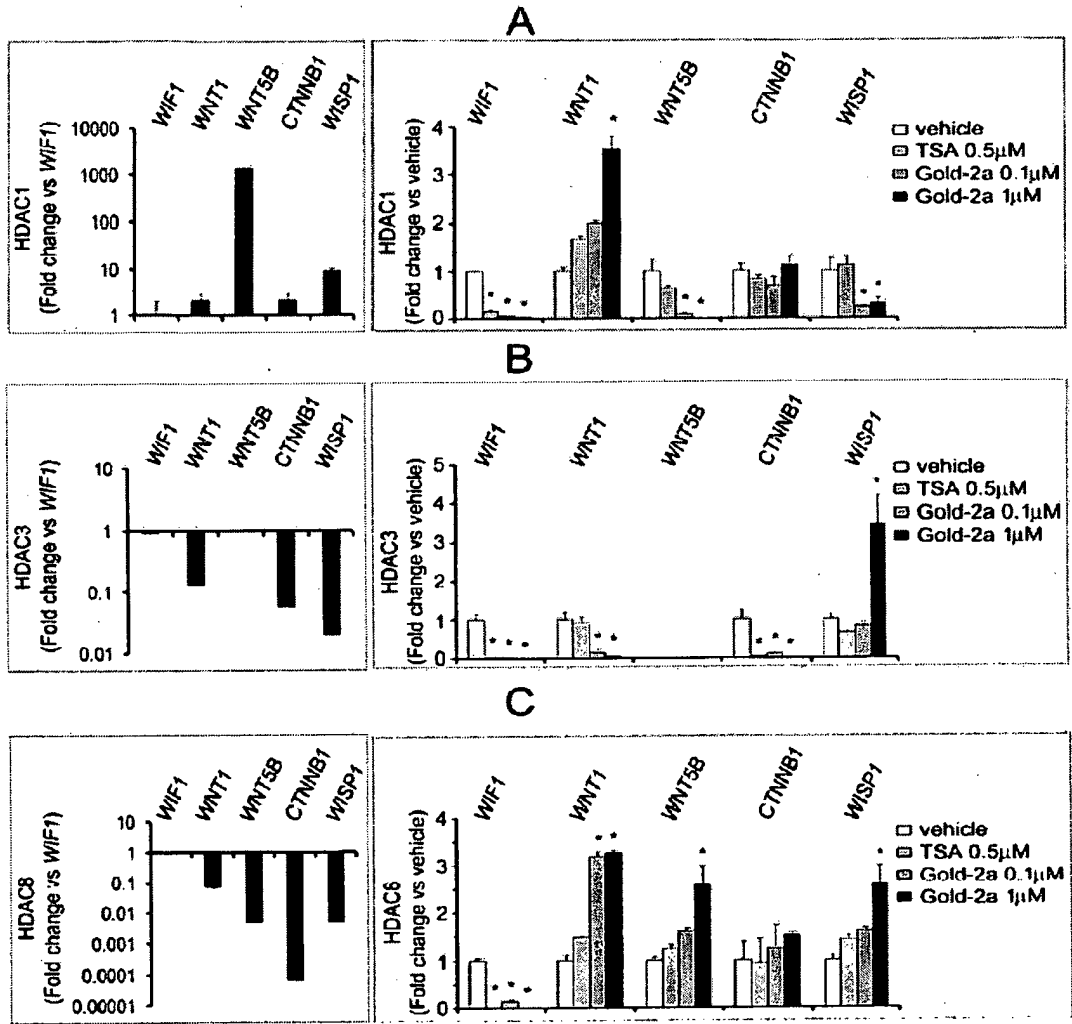 A
WIF1 WNT1 WNT5B CTNNB1 WISP1
HDAC1
(Fold change vs WIF1)
10000
1000
100
10
1
WIF1 WNT1 WNT5B CTNNB1 WISP1
HDAC1
(Fold change vs vehicle)
4
3
2
1
0
* * * * * * * *
vehicle
TSA 0.5µM
Gold-2a 0.1µM
Gold-2a 1µM
B
WIF1 WNT1 WNT5B CTNNB1 WISP1
HDAC3
(Fold change vs WIF1)
10
1
0.1
0.01
WIF1 WNT1 WNT5B CTNNB1 WISP1
HDAC3
(Fold change vs vehicle)
5
4
3
2
1
0
* * * * * * * * *
vehicle
TSA 0.5µM
Gold-2a 0.1µM
Gold-2a 1µM
C
WIF1 WNT1 WNT5B CTNNB1 WISP1
HDAC8
(Fold change vs WIF1)
10
1
0.1
0.01
0.001
0.0001
0.00001
WIF1 WNT1 WNT5B CTNNB1 WISP1
HDAC6
(Fold change vs vehicle)
4
3
2
1
0
* * * * * * *
vehicle
TSA 0.5µM
Gold-2a 0.1µM
Gold-2a 1µM